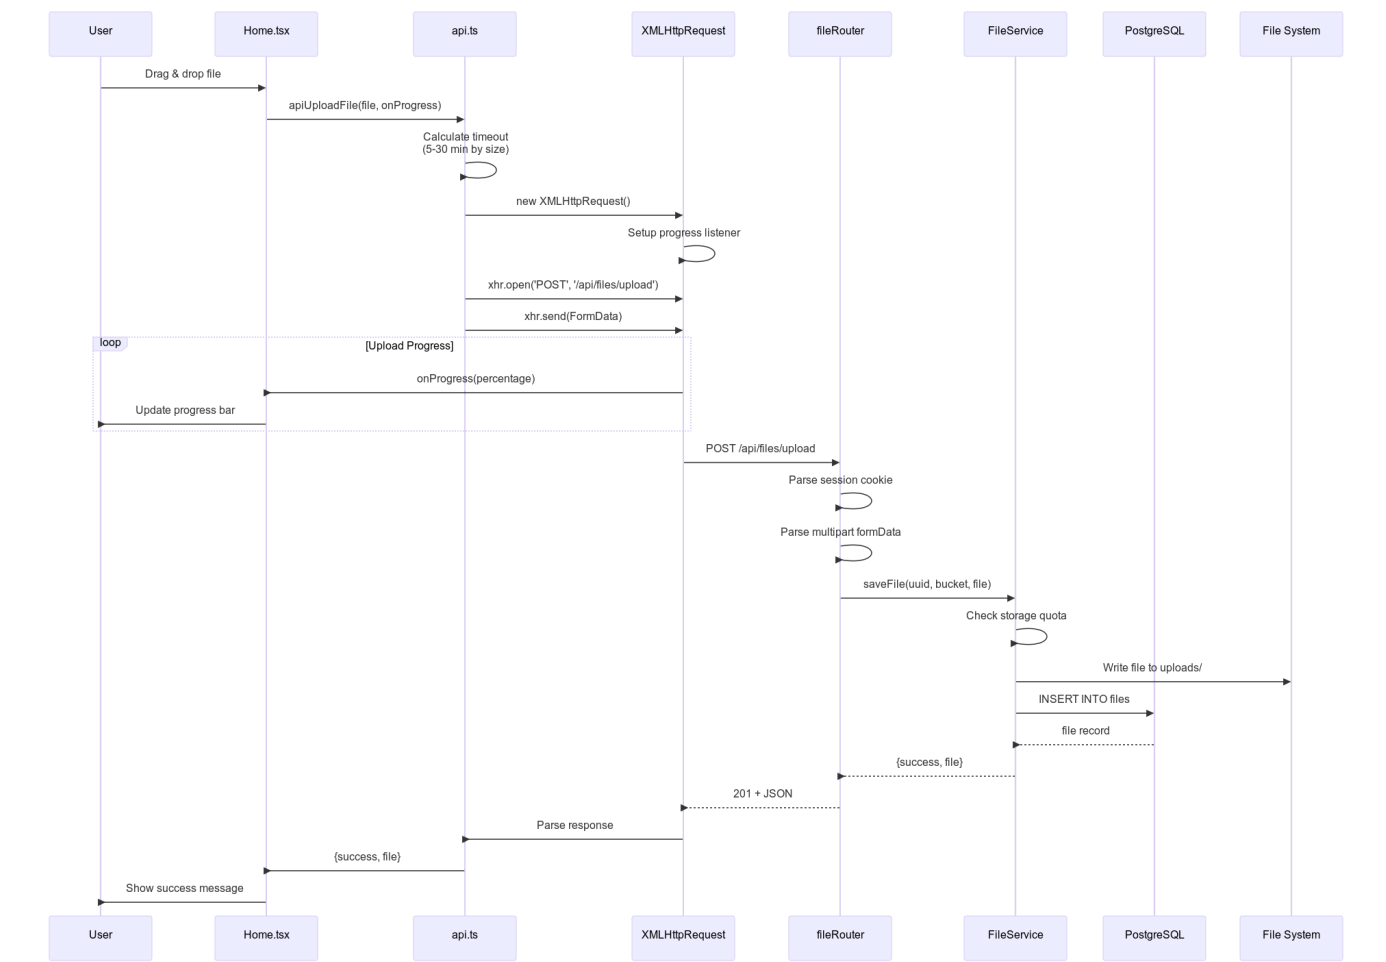 User
Home.tsx
api.ts
XMLHttpRequest
fileRouter
FileService
PostgreSQL
File System
Drag & drop file
apiUploadFile(file, onProgress)
Calculate timeout
(5-30 min by size)
new XMLHttpRequest()
Setup progress listener
xhr.open('POST', '/api/files/upload')
xhr.send(FormData)
loop
[Upload Progress]
onProgress(percentage)
Update progress bar
POST /api/files/upload
Parse session cookie
Parse multipart formData
saveFile(uuid, bucket, file)
Check storage quota
Write file to uploads/
INSERT INTO files
file record
{success, file}
201 + JSON
Parse response
{success, file}
Show success message
User
Home.tsx
api.ts
XMLHttpRequest
fileRouter
FileService
PostgreSQL
File System